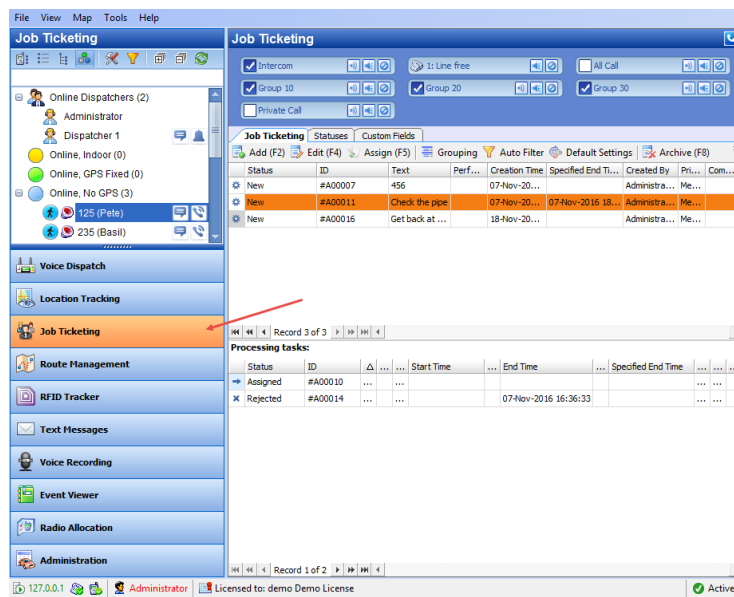 File View Map Tools Help
Job Ticketing
Online Dispatchers (2)
Administrator
Dispatcher 1
Online, Indoor (0)
Online, GPS Fixed (0)
Online, No GPS (3)
125 (Pete)
235 (Basil)
Voice Dispatch
Location Tracking
Job Ticketing
Route Management
RFID Tracker
Text Messages
Voice Recording
Event Viewer
Radio Allocation
Administration
Job Ticketing
Intercom 1: Line free All Call
Group 10 Group 20 Group 30
Private Call
Job Ticketing Statuses Custom Fields
Add (F2) Edit (F4) Assign (F5) Grouping Auto Filter Default Settings Archive (F8)
Status ID Text Perf... Creation Time Specified End Ti... Created By Pri... Com...
New #A00007 456 07-Nov-20... Administra... Me...
New #A00011 Check the pipe 07-Nov-20... 07-Nov-2016 18... Administra... Me...
New #A00016 Get back at ... 18-Nov-20... Administra... Me...
Record 3 of 3
Processing tasks:
Status ID ... ... Start Time ... End Time ... Specified End Time ... ... ...
Assigned #A00010 ... ... ... ...
Rejected #A00014 ... ... 07-Nov-2016 16:36:33 ... ...
Record 1 of 2
127.0.0.1 Administrator Licensed to: demo Demo License Active